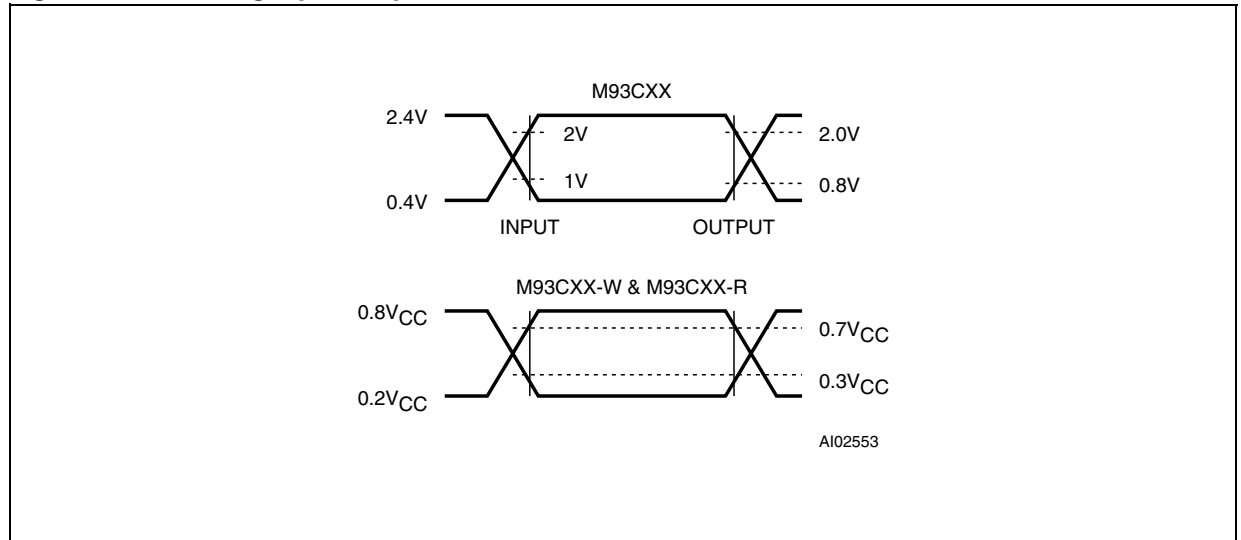 M93CXX
2.4V
2V
2.0V
1V
0.8V
0.4V
INPUT
OUTPUT
M93CXX-W & M93CXX-R
0.8VCC
0.7VCC
0.3VCC
0.2VCC
AI02553